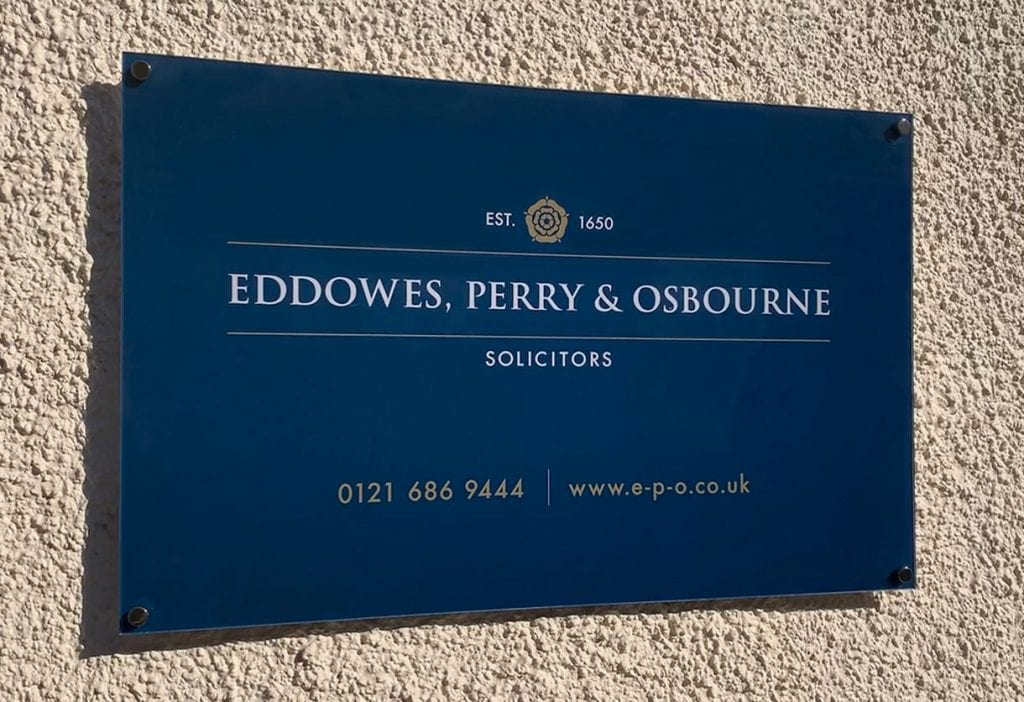 EST. 1650
EDDOWES, PERRY & OSBOURNE
SOLICITORS
0121 686 9444 | www.e-p-o.co.uk